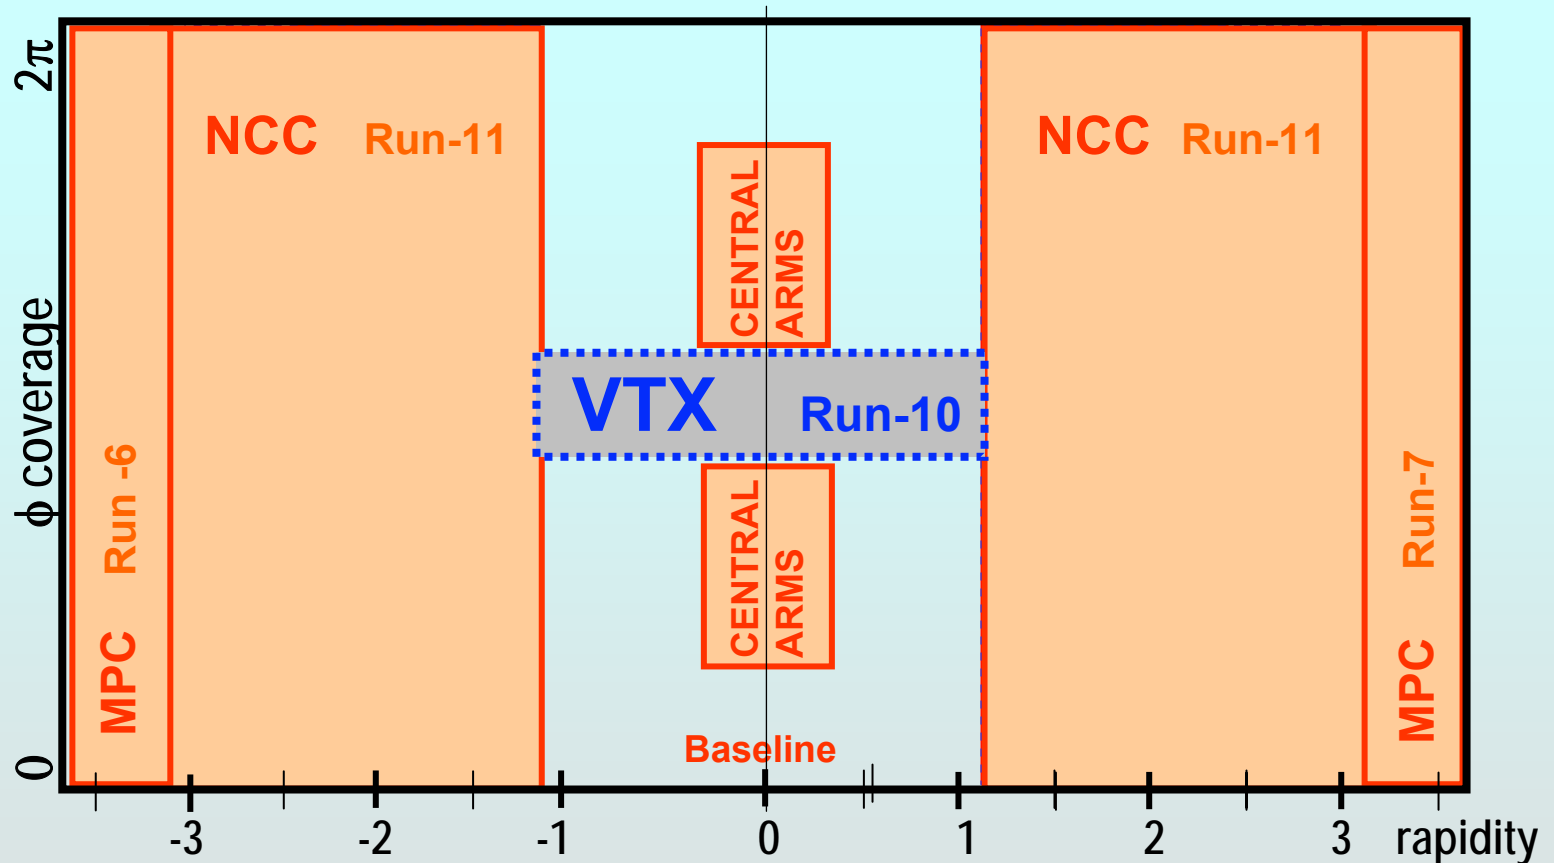 2π
NCC Run-11
NCC Run-11
CENTRAL
ARMS
φ coverage
VTX Run-10
MPC Run -6
CENTRAL
ARMS
MPC Run-7
Baseline
0
-3 -2 -1 0 1 2 3 rapidity